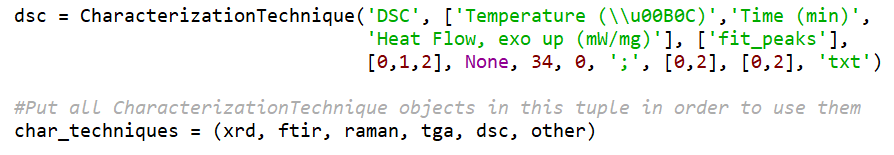 dsc = CharacterizationTechnique('DSC', ['Temperature (\\u00B0C)','Time (min)',
'Heat Flow, exo up (mW/mg)'], ['fit_peaks'],
[0,1,2], None, 34, 0, ';', [0,2], [0,2], 'txt')
#Put all CharacterizationTechnique objects in this tuple in order to use them
char_techniques = (xrd, ftir, raman, tga, dsc, other)